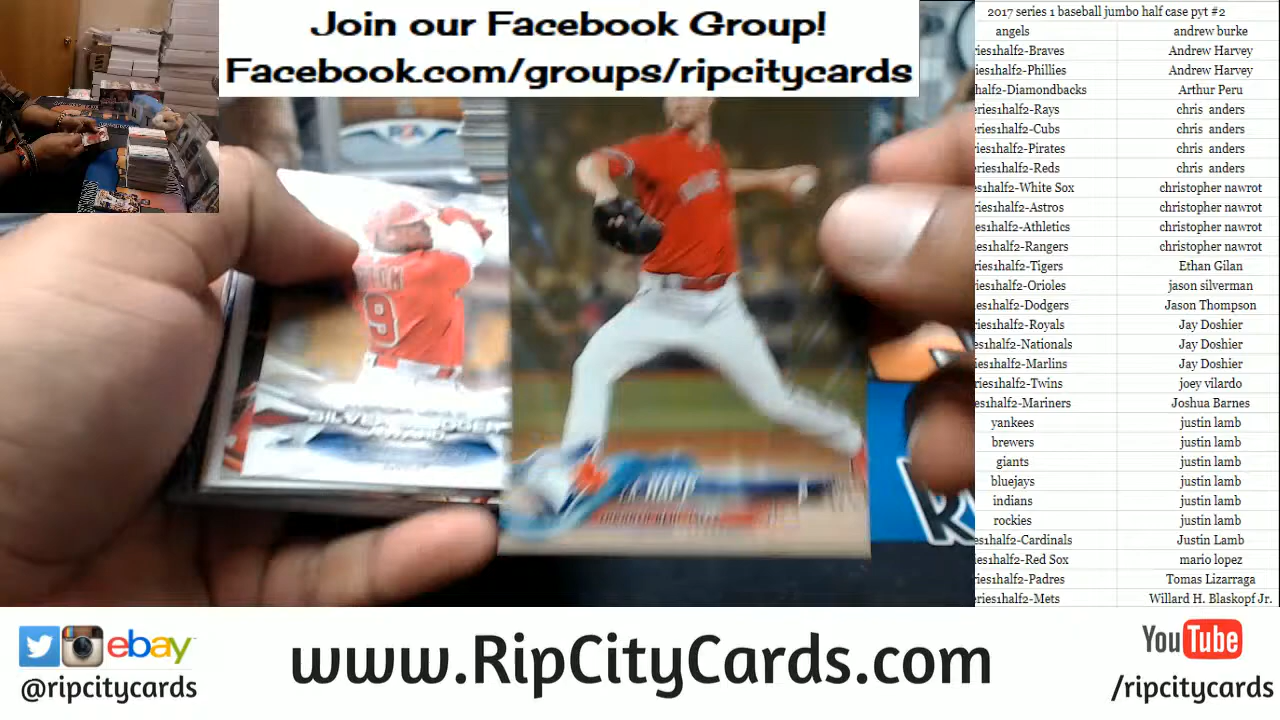 Join our Facebook Group!
Facebook.com/groups/ripcitycards
2017 series 1 baseball jumbo half case pyt #2
angels andrew burke
ries1half2-Braves Andrew Harvey
ries1half2-Phillies Andrew Harvey
half2-Diamondbacks Arthur Peru
ries1half2-Rays chris anders
ries1half2-Cubs chris anders
ries1half2-Pirates chris anders
ries1half2-Reds chris anders
es1half2-White Sox christopher nawrot
ries1half2-Astros christopher nawrot
es1half2-Athletics christopher nawrot
es1half2-Rangers christopher nawrot
ries1half2-Tigers Ethan Gilan
ries1half2-Orioles jason silverman
es1half2-Dodgers Jason Thompson
ries1half2-Royals Jay Doshier
es1half2-Nationals Jay Doshier
ries1half2-Marlins Jay Doshier
ries1half2-Twins joey vilardo
es1half2-Mariners Joshua Barnes
yankees justin lamb
brewers justin lamb
giants justin lamb
bluejays justin lamb
indians justin lamb
rockies justin lamb
es1half2-Cardinals Justin Lamb
es1half2-Red Sox mario lopez
ries1half2-Padres Tomas Lizarraga
ries1half2-Mets Willard H. Blaskopf Jr.
9
HAPP
ebay
@ripcitycards
www.RipCityCards.com
YouTube
/ripcitycards